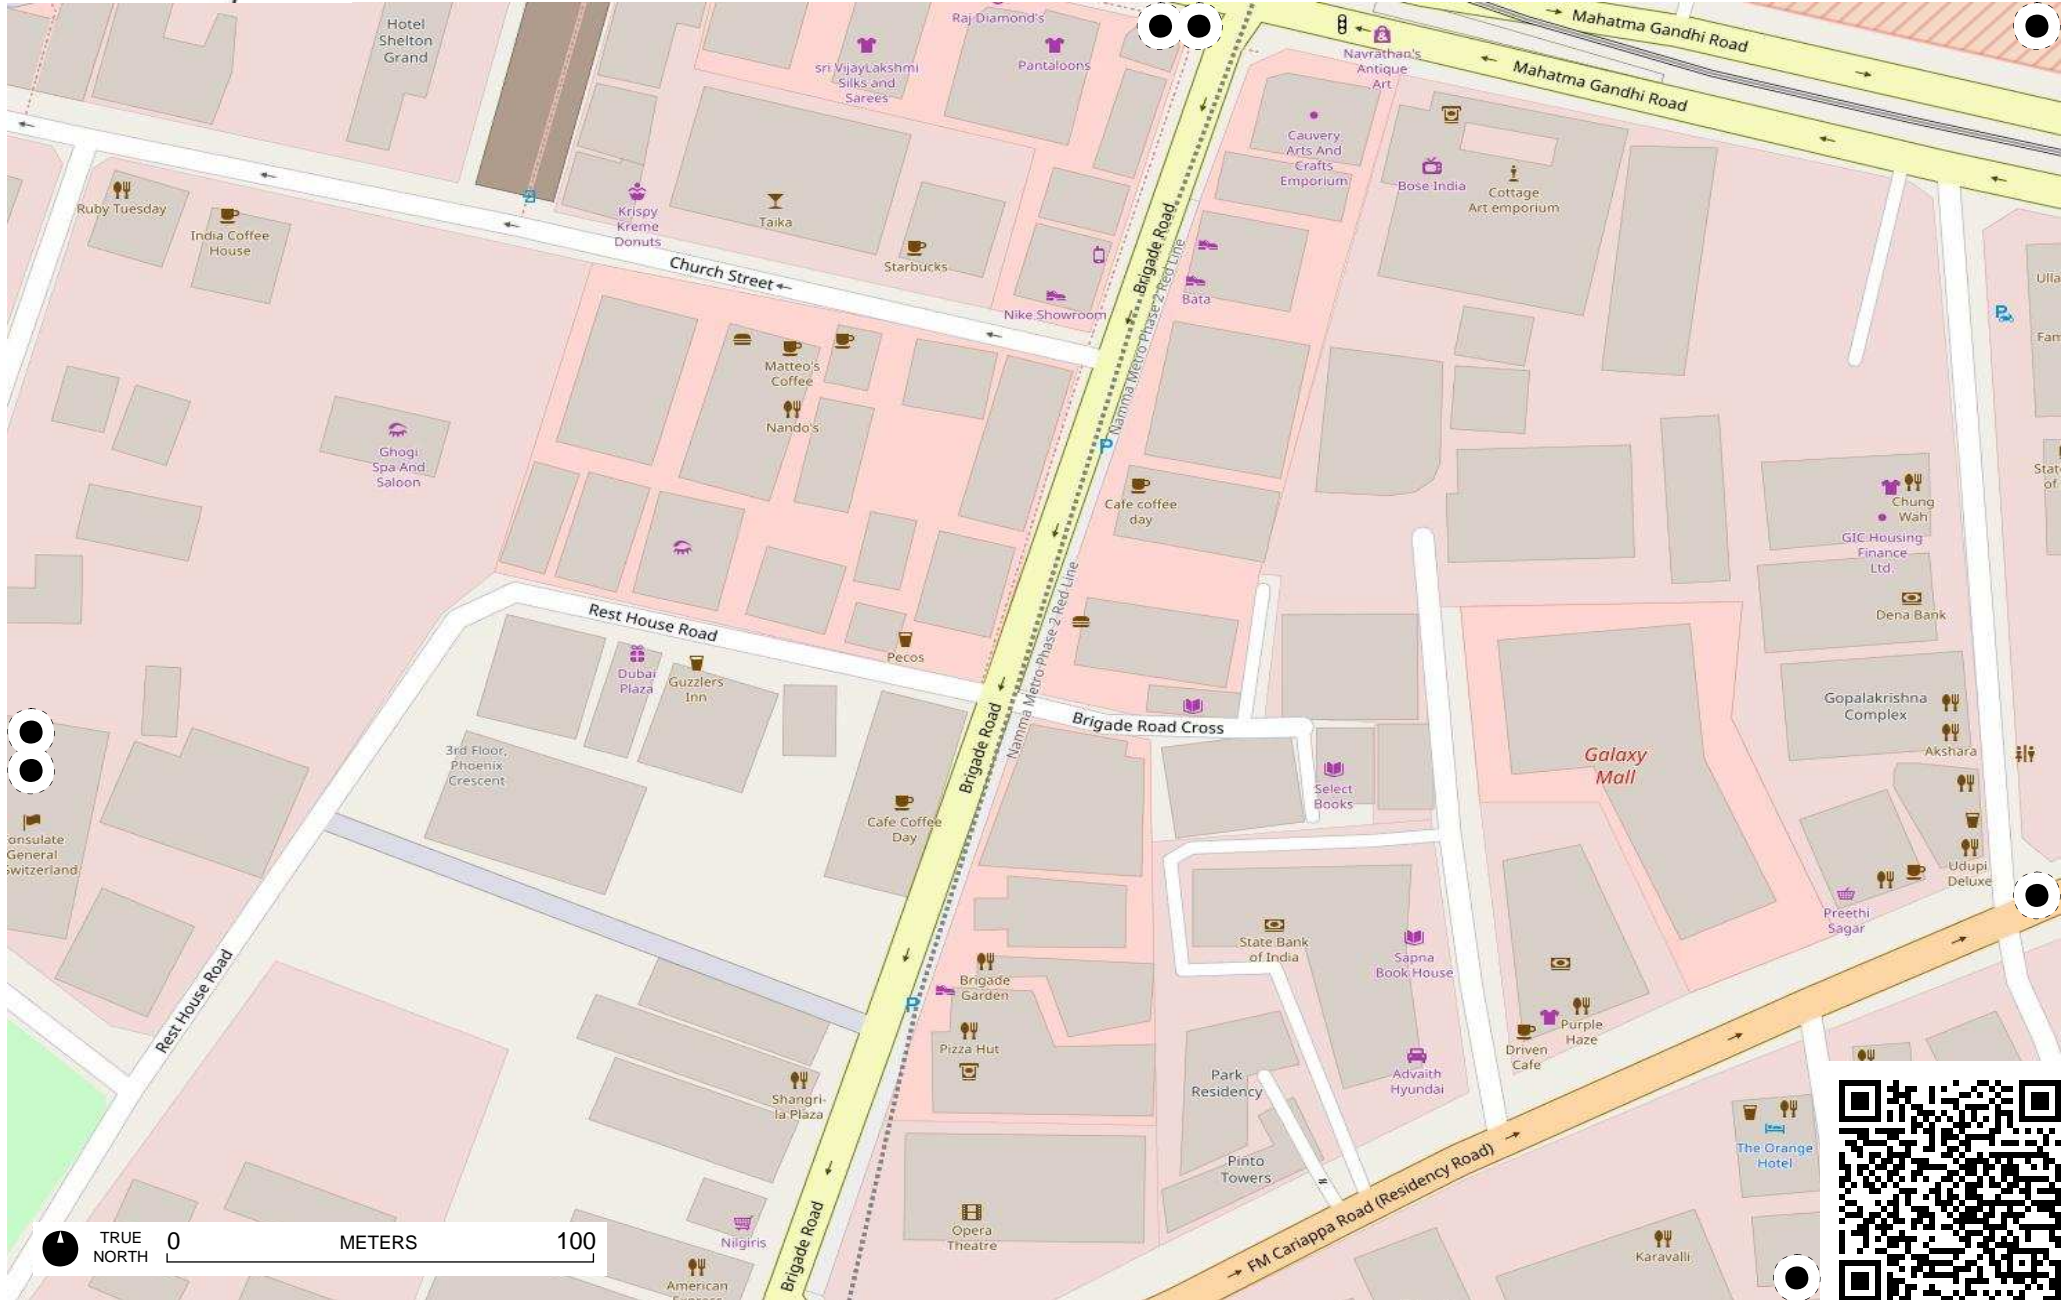 Hotel
Shelton
Grand
Raj Diamond's
sri VijayLakshmi
Silks and
Sarees
Pantaloons
Navrathan's
Antique
Art
Mahatma Gandhi Road
Mahatma Gandhi Road
Cauvery
Arts And
Crafts
Emporium
Bose India
Cottage
Art emporium
Ruby Tuesday
India Coffee
House
Krispy
Kreme
Donuts
Taika
Starbucks
Church Street
Brigade Road
Namma Metro Phase 2 Red Line
Bata
Nike Showroom
P
Matteo's
Coffee
Nando's
Ghogi
Spa And
Saloon
P
Cafe coffee
day
Chung
Wah
GIC Housing
Finance
Ltd.
Dena Bank
Rest House Road
Namma Metro Phase 2 Red Line
Pecos
Dubai
Plaza
Guzzlers
Inn
Brigade Road Cross
Gopalakrishna
Complex
Akshara
3rd Floor,
Phoenix
Crescent
Brigade Road
Galaxy
Mall
Select
Books
Cafe Coffee
Day
onsulate
General
Udupi
Deluxe
Preethi
Sagar
State Bank
of India
Sapna
Book House
Rest House Road
Brigade
Garden
P
Pizza Hut
Purple
Haze
Driven
Cafe
Shangri-
la Plaza
Park
Residency
Advaith
Hyundai
The Orange
Hotel
Pinto
Towers
FM Cariappa Road (Residency Road)
Brigade Road
Opera
Theatre
Nilgiris
Karavalli
American
TRUE
NORTH
0 METERS 100